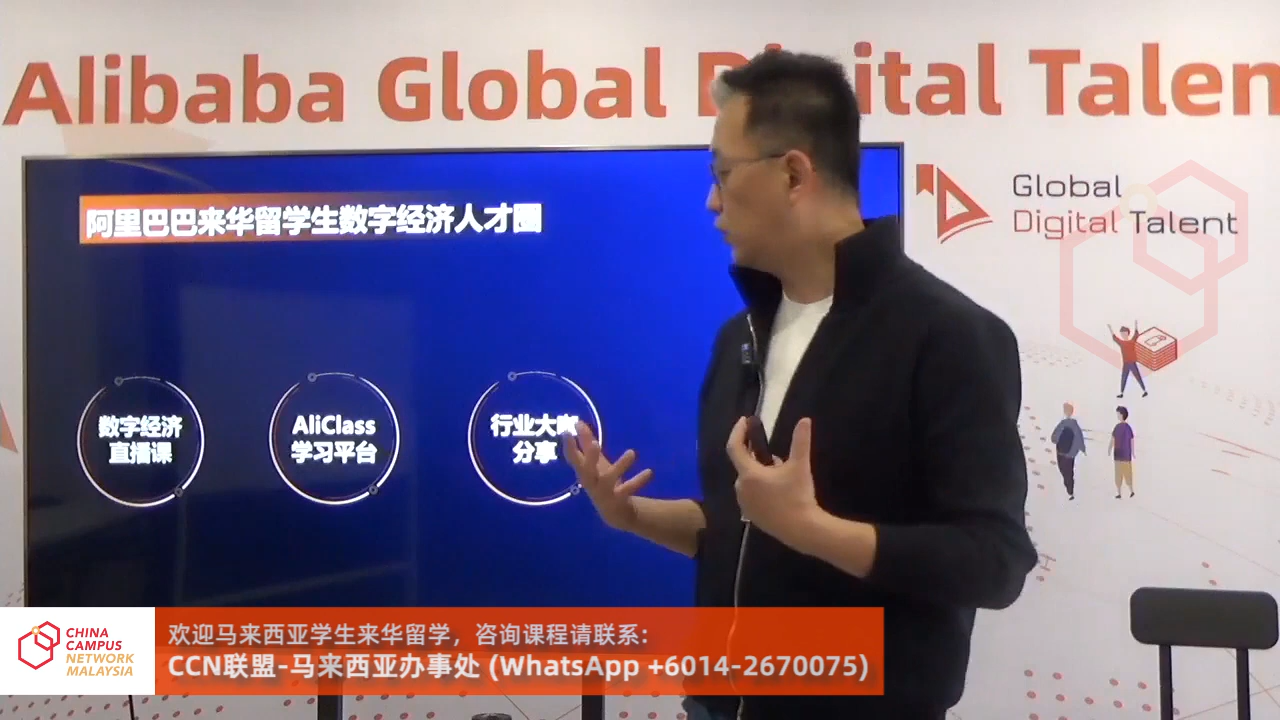 Alibaba Global Digital Talen
Global
Digital Talent
阿里巴巴来华留学生数字经济人才圈
数字经济
直播课
AliClass
学习平台
行业大咖
分享
CHINA
CAMPUS
NETWORK
MALAYSIA
欢迎马来西亚学生来华留学，咨询课程请联系：
CCN联盟-马来西亚办事处 (WhatsApp +6014-2670075)